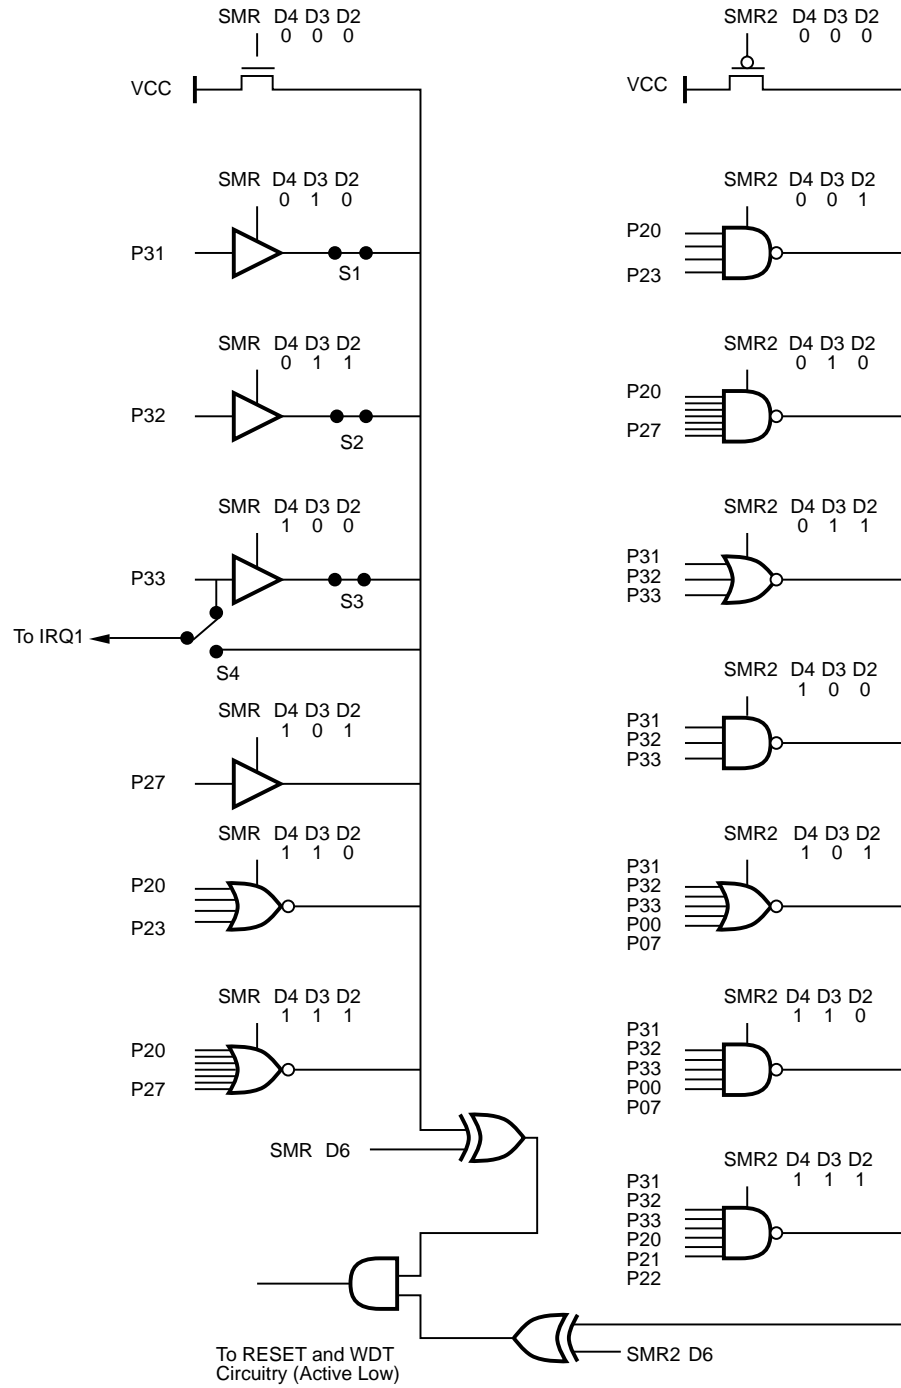 SMR D4 D3 D2
0 0 0
VCC
SMR D4 D3 D2
0 1 0
P31
S1
SMR D4 D3 D2
0 1 1
P32
S2
SMR D4 D3 D2
1 0 0
P33
S3
To IRQ1
S4
SMR D4 D3 D2
1 0 1
P27
SMR D4 D3 D2
1 1 0
P20
P23
SMR D4 D3 D2
1 1 1
P20
P27
SMR D6
To RESET and WDT
Circuitry (Active Low)
SMR2 D4 D3 D2
0 0 0
VCC
SMR2 D4 D3 D2
0 0 1
P20
P23
SMR2 D4 D3 D2
0 1 0
P20
P27
SMR2 D4 D3 D2
0 1 1
P31
P32
P33
SMR2 D4 D3 D2
1 0 0
P31
P32
P33
SMR2 D4 D3 D2
1 0 1
P31
P32
P33
P00
P07
SMR2 D4 D3 D2
1 1 0
P31
P32
P33
P00
P07
SMR2 D4 D3 D2
1 1 1
P31
P32
P33
P20
P21
P22
SMR2 D6